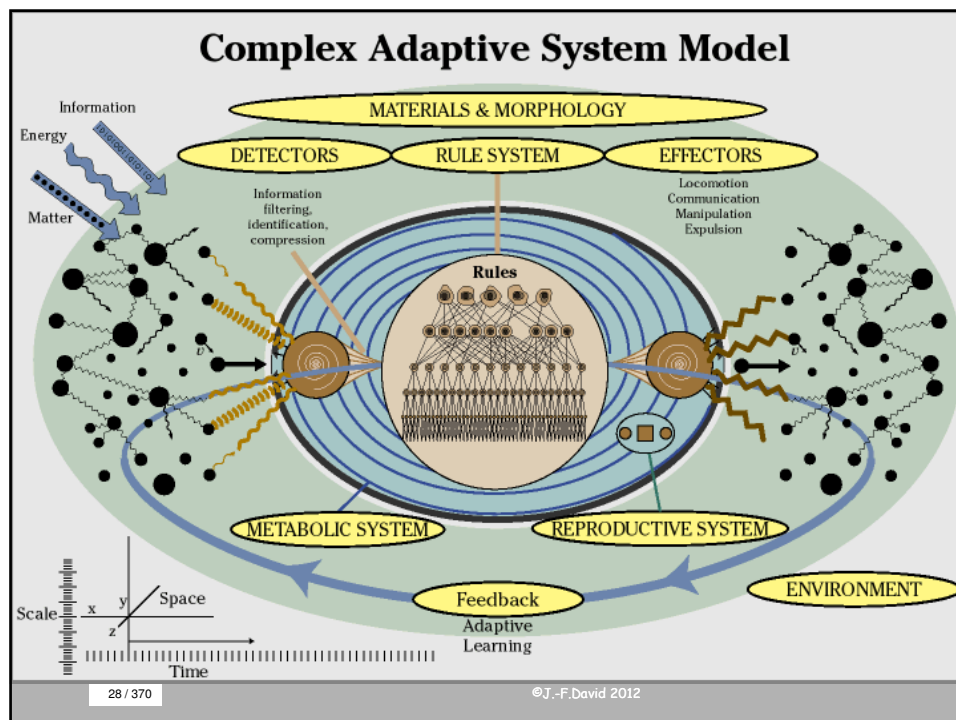 Complex Adaptive System Model
Information
Energy
Matter
MATERIALS & MORPHOLOGY
DETECTORS
RULE SYSTEM
EFFECTORS
Information
filtering,
identification,
compression
Locomotion
Communication
Manipulation
Expulsion
Rules
v
v
METABOLIC SYSTEM
REPRODUCTIVE SYSTEM
ENVIRONMENT
Feedback
Adaptive
Learning
Scale
x
y
z
Space
Time
28 / 370
©J.-F.David 2012